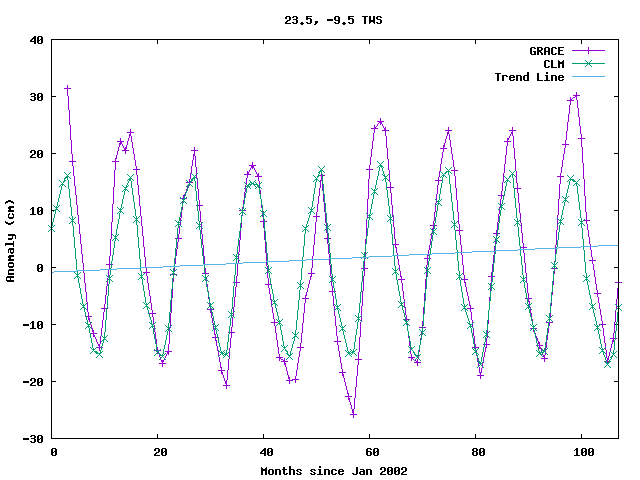 23.5, -9.5 TWS
GRACE
CLM
Trend Line
Anomaly (cm)
40
30
20
10
0
-10
-20
-30
0 20 40 60 80 100
Months since Jan 2002